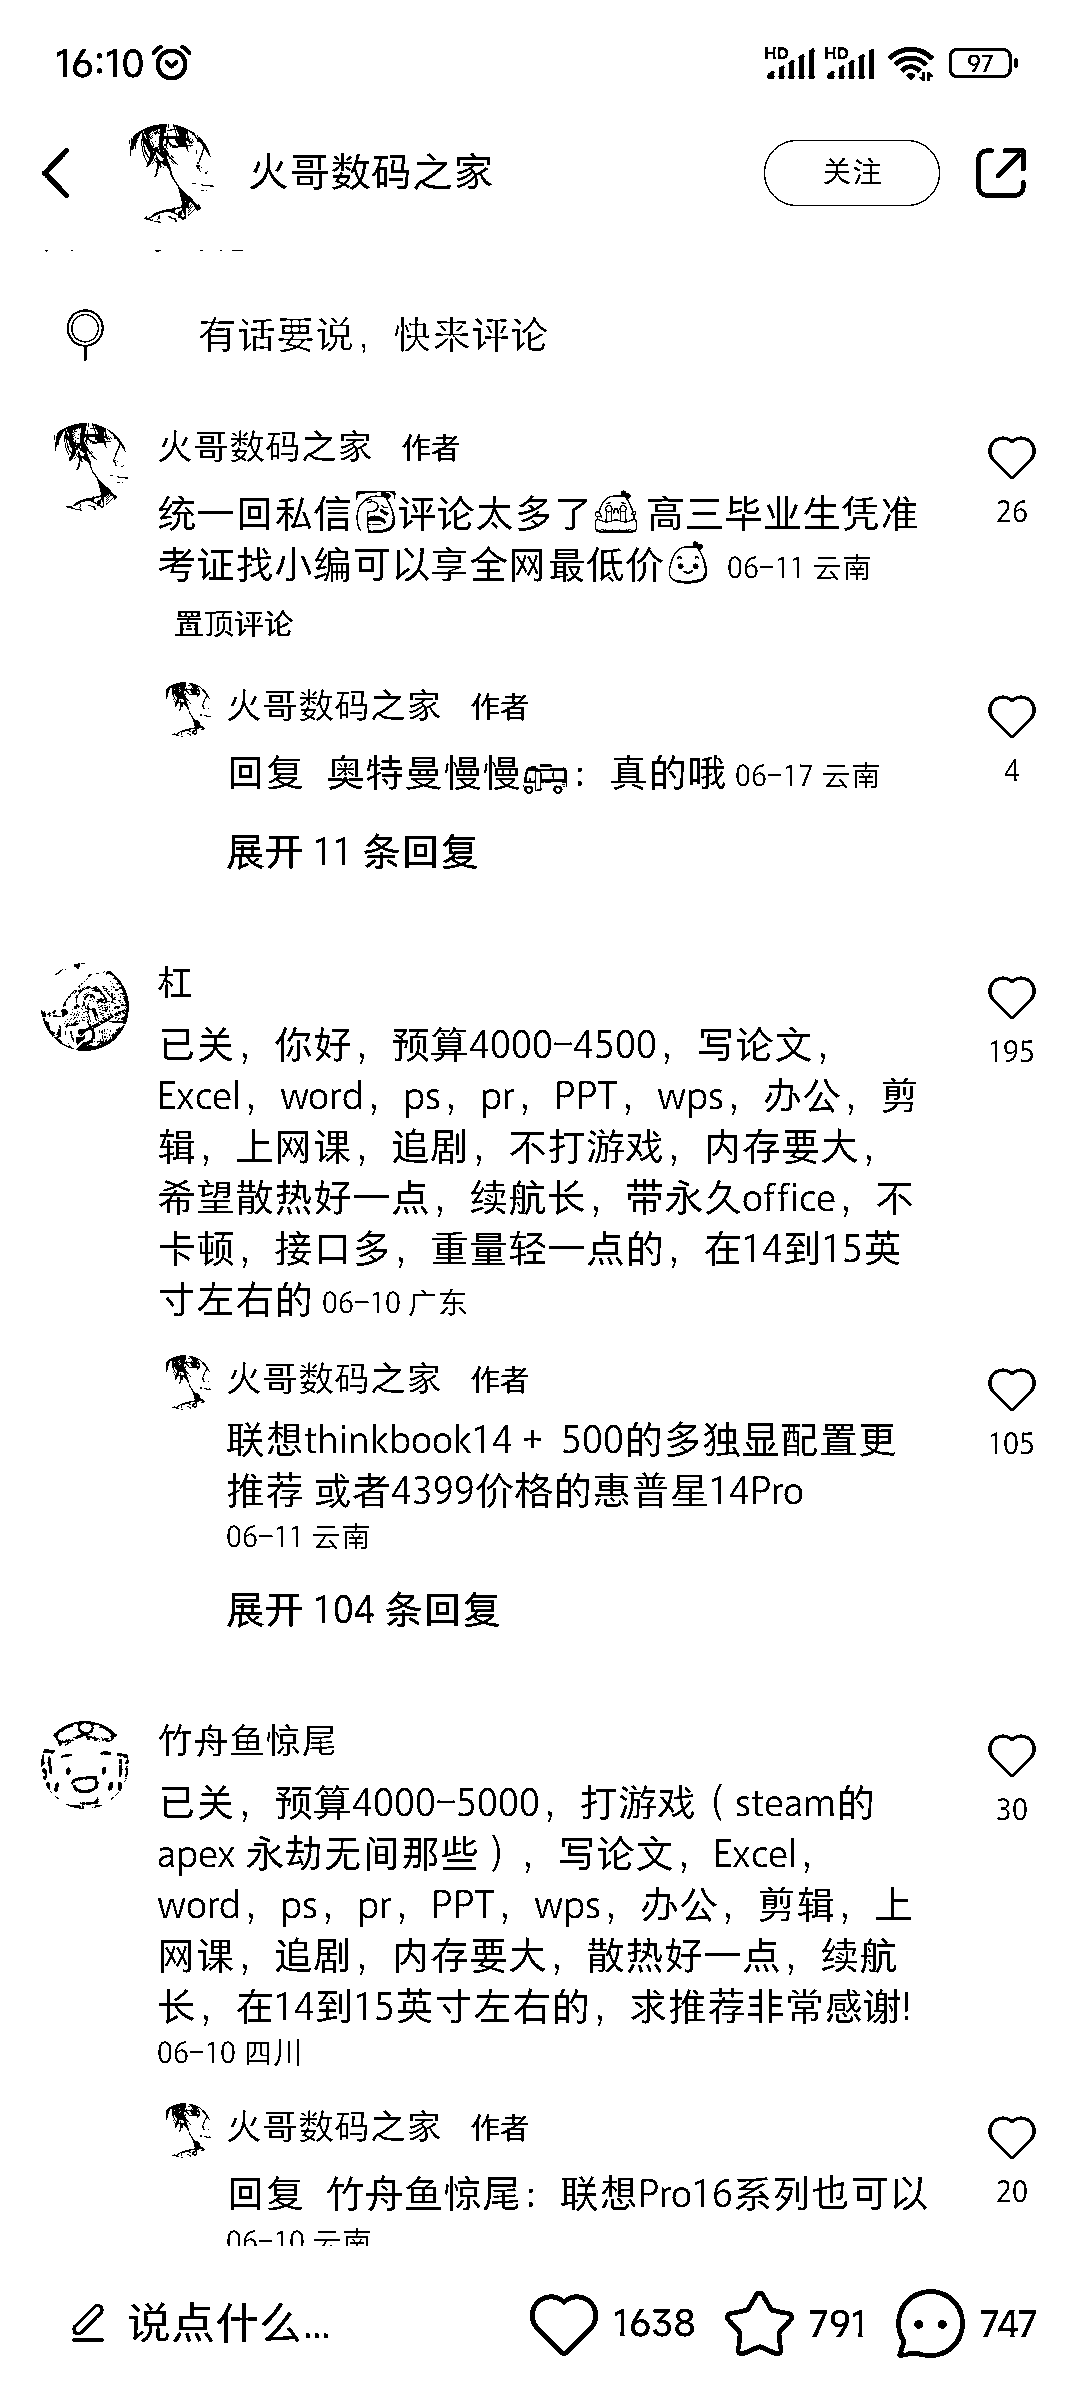 16:10 HD HD 97
火哥数码之家 关注
有话要说，快来评论
火哥数码之家 作者
统一回私信评论太多了高三毕业生凭准
考证找小编可以享全网最低价 06-11 云南
26
置顶评论
火哥数码之家 作者
回复 奥特曼慢慢：真的哦 06-17 云南
4
展开 11 条回复
杠
已关，你好，预算4000-4500，写论文，
Excel，word，ps，pr，PPT，wps，办公，剪
辑，上网课，追剧，不打游戏，内存要大，
希望散热好一点，续航长，带永久office，不
卡顿，接口多，重量轻一点的，在14到15英
寸左右的 06-10 广东
195
火哥数码之家 作者
联想thinkbook14 + 500的多独显配置更
推荐 或者4399价格的惠普星14Pro
06-11 云南
105
展开 104 条回复
竹舟鱼惊尾
已关，预算4000-5000，打游戏（steam的
apex 永劫无间那些），写论文，Excel，
word，ps，pr，PPT，wps，办公，剪辑，上
网课，追剧，内存要大，散热好一点，续航
长，在14到15英寸左右的，求推荐非常感谢!
06-10 四川
30
火哥数码之家 作者
回复 竹舟鱼惊尾：联想Pro16系列也可以
06-10 云南
20
说点什么... 1638 791 747